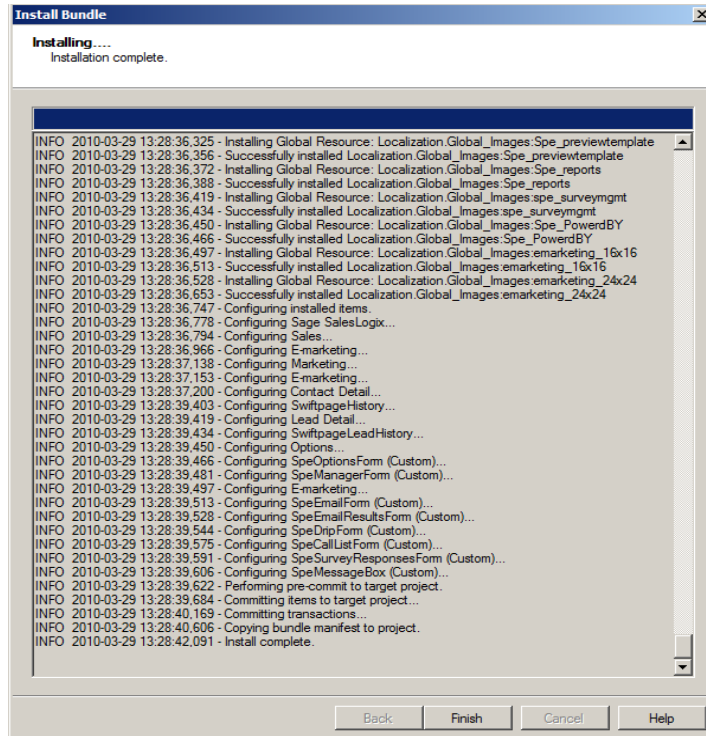 Install Bundle
Installing....
Installation complete.
INFO 2010-03-29 13:28:36,325 - Installing Global Resource: Localization.Global_Images:Spe_previewtemplate
INFO 2010-03-29 13:28:36,356 - Successfully installed Localization.Global_Images:Spe_previewtemplate
INFO 2010-03-29 13:28:36,372 - Installing Global Resource: Localization.Global_Images:Spe_reports
INFO 2010-03-29 13:28:36,388 - Successfully installed Localization.Global_Images:Spe_reports
INFO 2010-03-29 13:28:36,419 - Installing Global Resource: Localization.Global_Images:spe_surveymgmt
INFO 2010-03-29 13:28:36,434 - Successfully installed Localization.Global_Images:spe_surveymgmt
INFO 2010-03-29 13:28:36,450 - Installing Global Resource: Localization.Global_Images:Spe_PowerdBY
INFO 2010-03-29 13:28:36,466 - Successfully installed Localization.Global_Images:Spe_PowerdBY
INFO 2010-03-29 13:28:36,497 - Installing Global Resource: Localization.Global_Images:emarketing_16x16
INFO 2010-03-29 13:28:36,513 - Successfully installed Localization.Global_Images:emarketing_16x16
INFO 2010-03-29 13:28:36,528 - Installing Global Resource: Localization.Global_Images:emarketing_24x24
INFO 2010-03-29 13:28:36,653 - Successfully installed Localization.Global_Images:emarketing_24x24
INFO 2010-03-29 13:28:36,747 - Configuring installed items.
INFO 2010-03-29 13:28:36,778 - Configuring Sage SalesLogix...
INFO 2010-03-29 13:28:36,794 - Configuring Sales...
INFO 2010-03-29 13:28:36,966 - Configuring E-marketing...
INFO 2010-03-29 13:28:37,138 - Configuring Marketing...
INFO 2010-03-29 13:28:37,153 - Configuring E-marketing...
INFO 2010-03-29 13:28:37,200 - Configuring Contact Detail...
INFO 2010-03-29 13:28:39,403 - Configuring SwiftpageHistory...
INFO 2010-03-29 13:28:39,419 - Configuring Lead Detail...
INFO 2010-03-29 13:28:39,434 - Configuring SwiftpageLeadHistory...
INFO 2010-03-29 13:28:39,450 - Configuring Options...
INFO 2010-03-29 13:28:39,466 - Configuring SpeOptionsForm (Custom)...
INFO 2010-03-29 13:28:39,481 - Configuring SpeManagerForm (Custom)...
INFO 2010-03-29 13:28:39,497 - Configuring E-marketing...
INFO 2010-03-29 13:28:39,513 - Configuring SpeEmailForm (Custom)...
INFO 2010-03-29 13:28:39,528 - Configuring SpeEmailResultsForm (Custom)...
INFO 2010-03-29 13:28:39,544 - Configuring SpeDripForm (Custom)...
INFO 2010-03-29 13:28:39,575 - Configuring SpeCallListForm (Custom)...
INFO 2010-03-29 13:28:39,591 - Configuring SpeSurveyResponsesForm (Custom)...
INFO 2010-03-29 13:28:39,606 - Configuring SpeMessageBox (Custom)...
INFO 2010-03-29 13:28:39,622 - Performing pre-commit to target project.
INFO 2010-03-29 13:28:39,684 - Committing items to target project...
INFO 2010-03-29 13:28:40,169 - Committing transactions...
INFO 2010-03-29 13:28:40,606 - Copying bundle manifest to project.
INFO 2010-03-29 13:28:42,091 - Install complete.
Back Finish Cancel Help